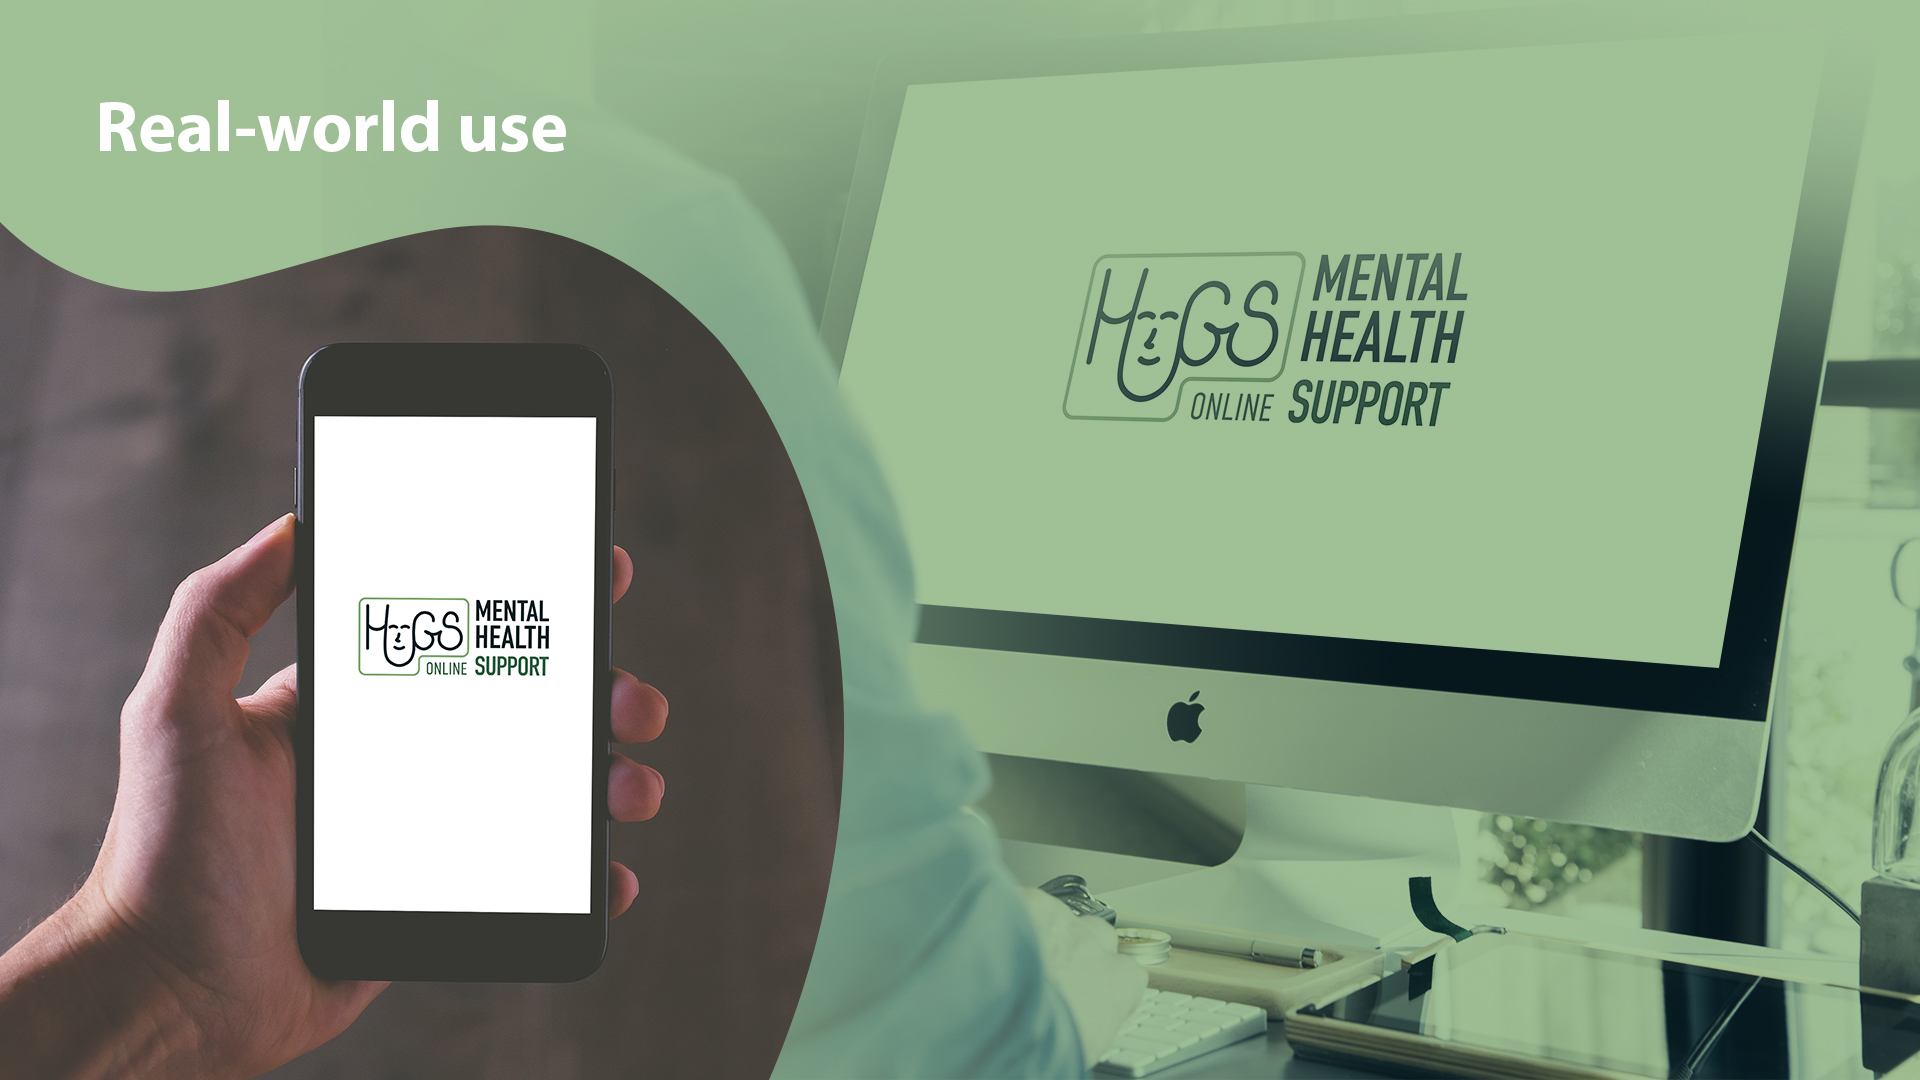 Real-world use
HUGS
MENTAL
HEALTH
ONLINE SUPPORT
HUGS
MENTAL
HEALTH
ONLINE SUPPORT